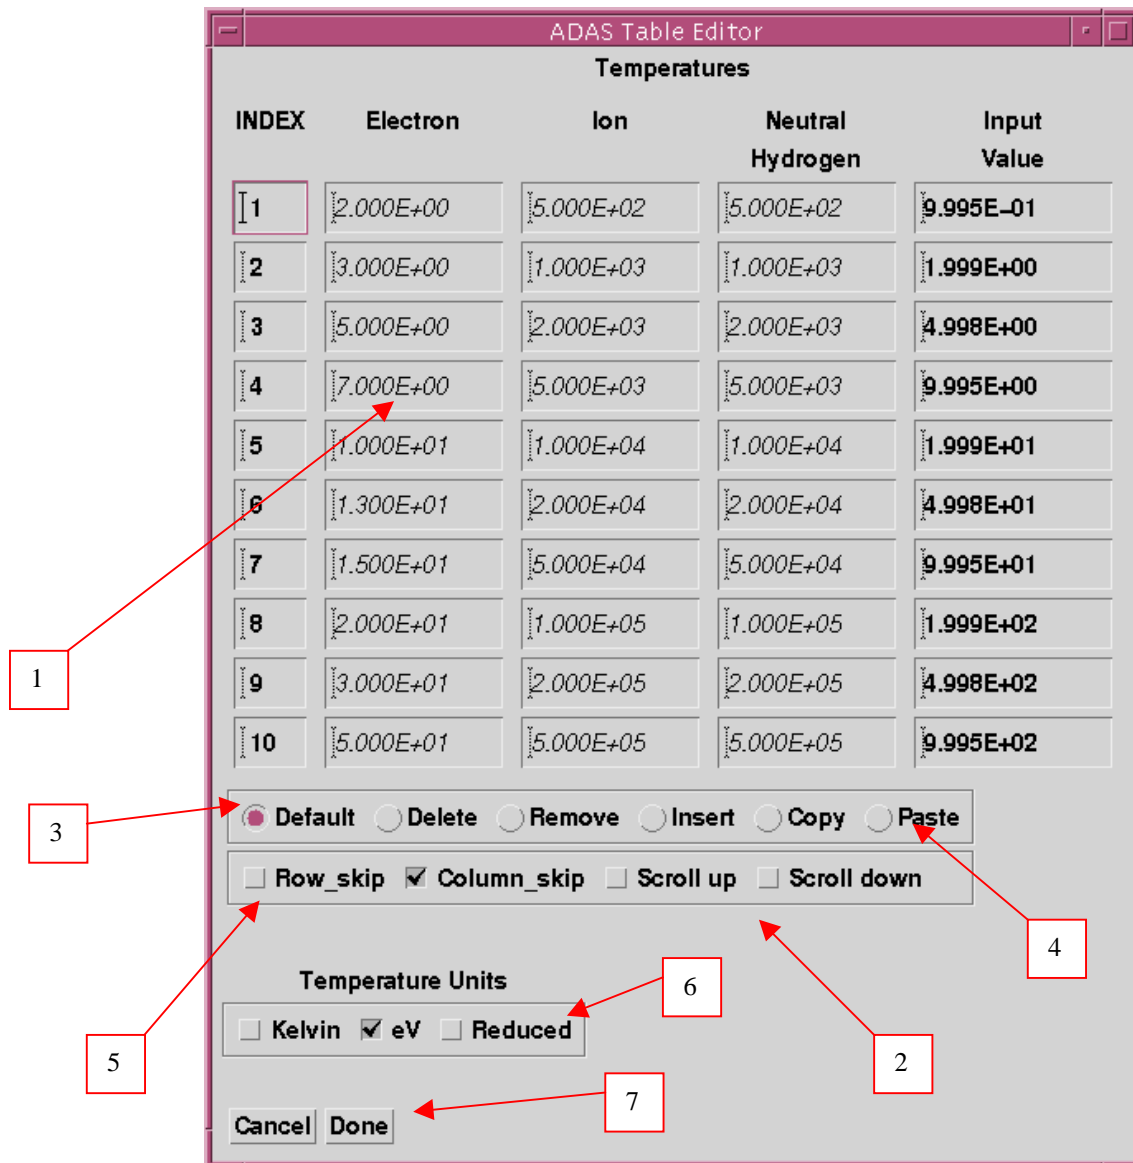 ADAS Table Editor
Temperatures
INDEX Electron Ion Neutral Hydrogen Input Value
1 2.000E+00 5.000E+02 5.000E+02 9.995E-01
2 3.000E+00 1.000E+03 1.000E+03 1.999E+00
3 5.000E+00 2.000E+03 2.000E+03 4.998E+00
4 7.000E+00 5.000E+03 5.000E+03 9.995E+00
5 1.000E+01 1.000E+04 1.000E+04 1.999E+01
6 1.300E+01 2.000E+04 2.000E+04 4.998E+01
7 1.500E+01 5.000E+04 5.000E+04 9.995E+01
8 2.000E+01 1.000E+05 1.000E+05 1.999E+02
1
9 3.000E+01 2.000E+05 2.000E+05 4.998E+02
10 5.000E+01 5.000E+05 5.000E+05 9.995E+02
3
Default Delete Remove Insert Copy Paste
Row_skip Column_skip Scroll up Scroll down
4
Temperature Units
6
Kelvin eV Reduced
5
2
7
Cancel Done